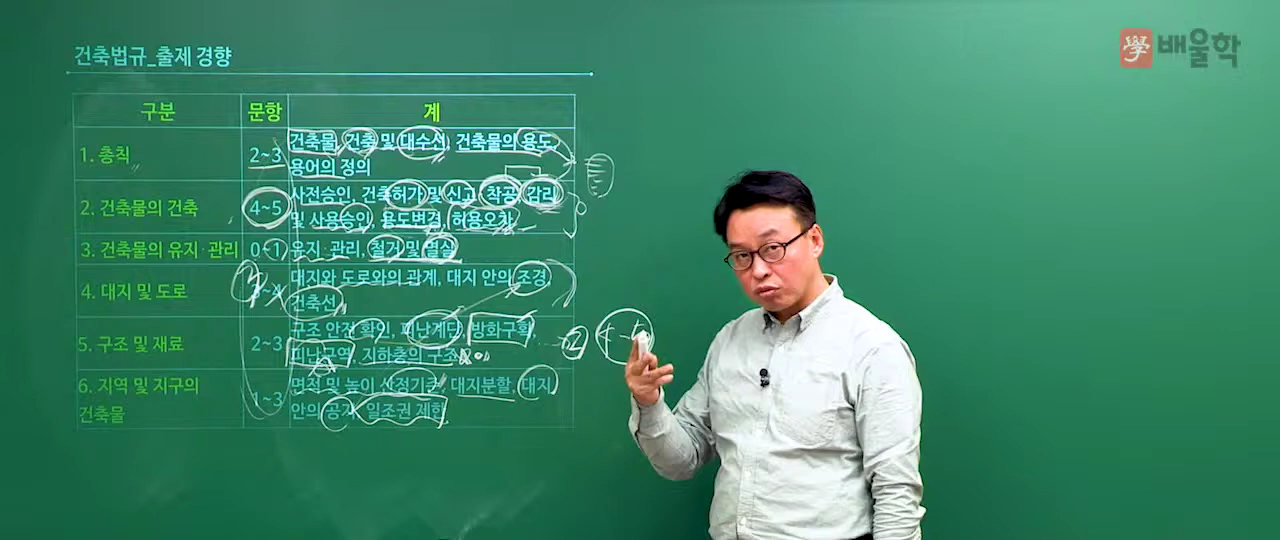 건축법규_출제 경향
學 배울학
구분 문항 계
1. 총칙 2~3 건축물, 건축 및 대수선, 건축물의 용도,
용어의 정의
2. 건축물의 건축 4~5 사전승인, 건축허가 및 신고, 착공, 감리
및 사용승인, 용도변경, 허용오차
3. 건축물의 유지·관리 0~1 유지·관리, 철거 및 멸실
4. 대지 및 도로 3~4 대지와 도로와의 관계, 대지 안의 조경,
건축선
5. 구조 및 재료 2~3 구조 안전 확인, 피난계단, 방화구획,
피난구역, 지하층의 구조
6. 지역 및 지구의
건축물 1~3 면적 및 높이 산정기준, 대지분할, 대지
안의 공지, 일조권 제한